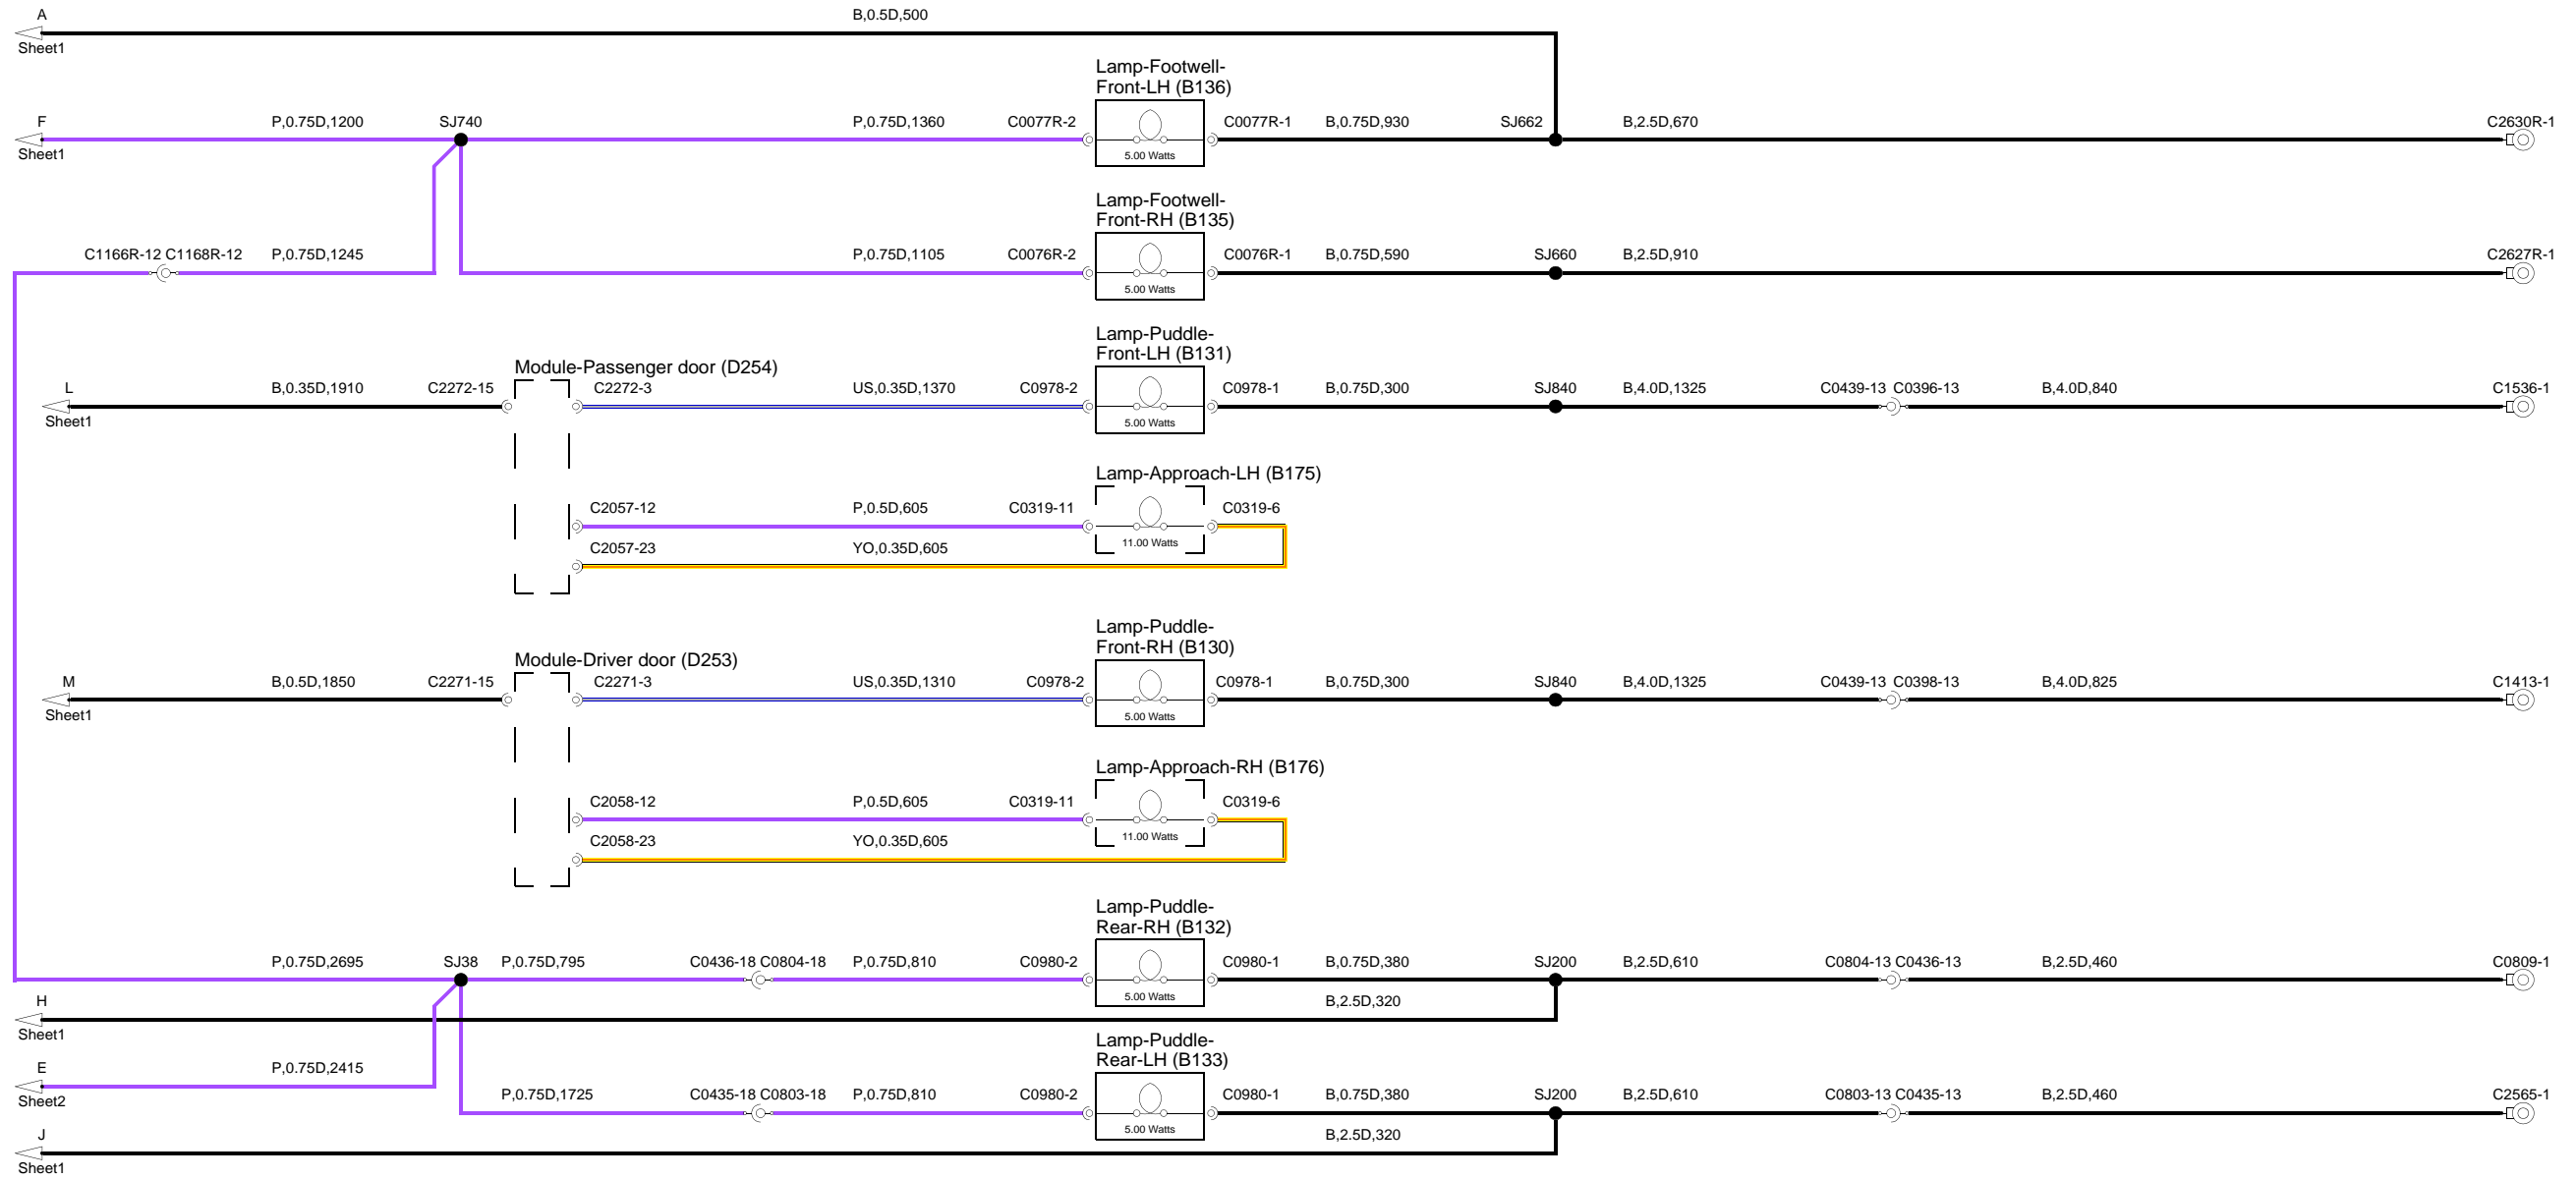 A
B,0.5D,500
Sheet1
Lamp-Footwell-
Front-LH (B136)
F
P,0.75D,1200
SJ740
P,0.75D,1360
C0077R-2
C0077R-1
B,0.75D,930
SJ662
B,2.5D,670
C2630R-1
Sheet1
5.00 Watts
Lamp-Footwell-
Front-RH (B135)
C1166R-12 C1168R-12
P,0.75D,1245
P,0.75D,1105
C0076R-2
C0076R-1
B,0.75D,590
SJ660
B,2.5D,910
C2627R-1
5.00 Watts
Lamp-Puddle-
Front-LH (B131)
Module-Passenger door (D254)
L
B,0.35D,1910
C2272-15
C2272-3
US,0.35D,1370
C0978-2
C0978-1
B,0.75D,300
SJ840
B,4.0D,1325
C0439-13 C0396-13
B,4.0D,840
C1536-1
Sheet1
5.00 Watts
Lamp-Approach-LH (B175)
C2057-12
P,0.5D,605
C0319-11
C0319-6
11.00 Watts
C2057-23
YO,0.35D,605
Lamp-Puddle-
Front-RH (B130)
Module-Driver door (D253)
M
B,0.5D,1850
C2271-15
C2271-3
US,0.35D,1310
C0978-2
C0978-1
B,0.75D,300
SJ840
B,4.0D,1325
C0439-13 C0398-13
B,4.0D,825
C1413-1
Sheet1
5.00 Watts
Lamp-Approach-RH (B176)
C2058-12
P,0.5D,605
C0319-11
C0319-6
11.00 Watts
C2058-23
YO,0.35D,605
Lamp-Puddle-
Rear-RH (B132)
P,0.75D,2695
SJ38
P,0.75D,795
C0436-18 C0804-18
P,0.75D,810
C0980-2
C0980-1
B,0.75D,380
SJ200
B,2.5D,610
C0804-13 C0436-13
B,2.5D,460
C0809-1
5.00 Watts
H
B,2.5D,320
Sheet1
Lamp-Puddle-
Rear-LH (B133)
E
P,0.75D,2415
Sheet2
P,0.75D,1725
C0435-18 C0803-18
P,0.75D,810
C0980-2
C0980-1
B,0.75D,380
SJ200
B,2.5D,610
C0803-13 C0435-13
B,2.5D,460
C2565-1
5.00 Watts
J
B,2.5D,320
Sheet1